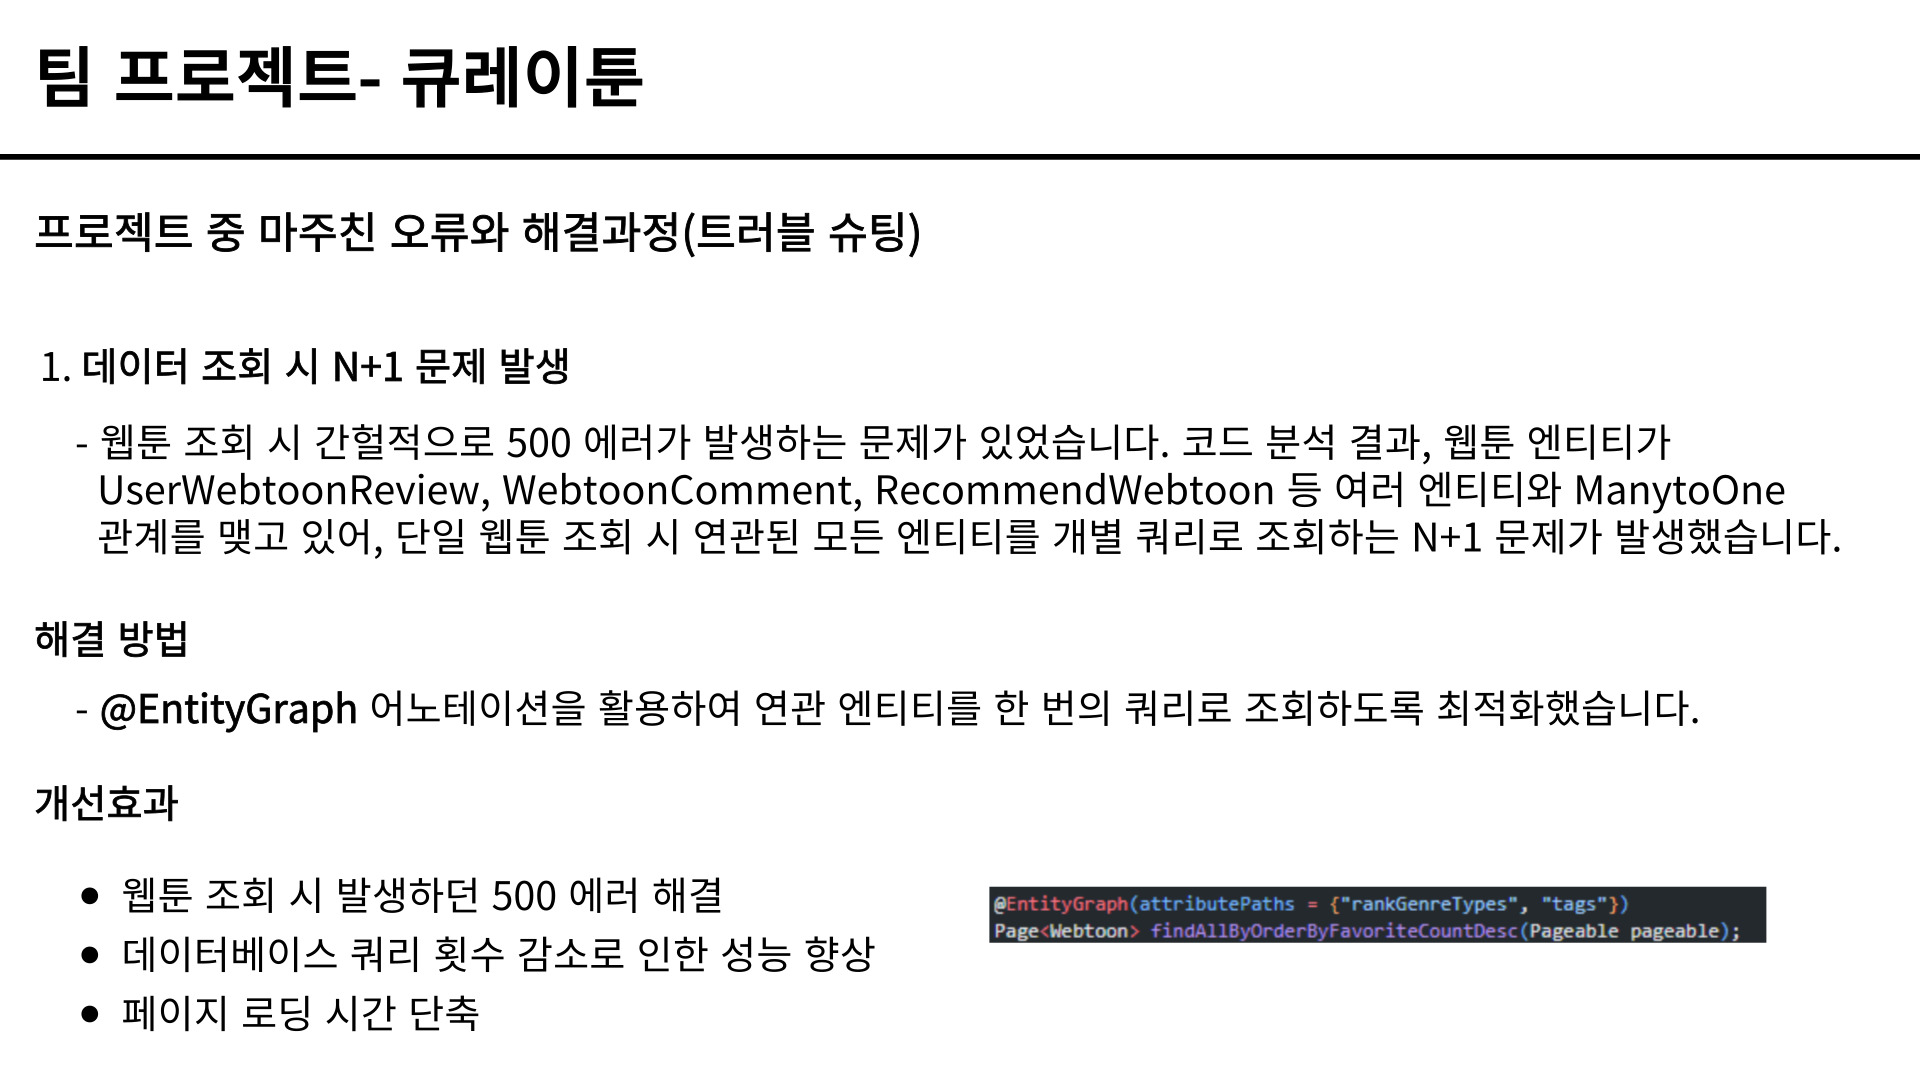 팀 프로젝트- 큐레이툰
프로젝트 중 마주친 오류와 해결과정(트러블 슈팅)
1. 데이터 조회 시 N+1 문제 발생
- 웹툰 조회 시 간헐적으로 500 에러가 발생하는 문제가 있었습니다. 코드 분석 결과, 웹툰 엔티티가
UserWebtoonReview, WebtoonComment, RecommendWebtoon 등 여러 엔티티와 ManytoOne
관계를 맺고 있어, 단일 웹툰 조회 시 연관된 모든 엔티티를 개별 쿼리로 조회하는 N+1 문제가 발생했습니다.
해결 방법
- @EntityGraph 어노테이션을 활용하여 연관 엔티티를 한 번의 쿼리로 조회하도록 최적화했습니다.
개선효과
● 웹툰 조회 시 발생하던 500 에러 해결
● 데이터베이스 쿼리 횟수 감소로 인한 성능 향상
● 페이지 로딩 시간 단축
@EntityGraph(attributePaths = {"rankGenreTypes", "tags"})
Page<Webtoon> findAllByOrderByFavoriteCountDesc(Pageable pageable);